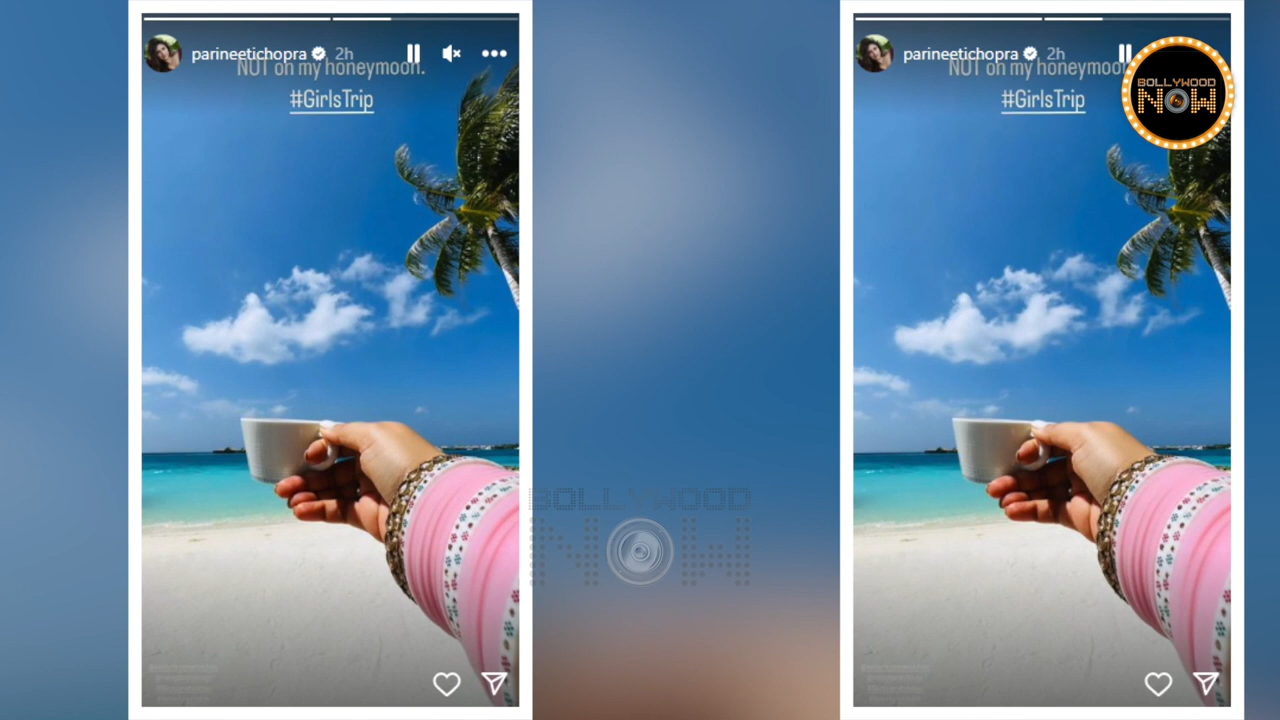 parineetichopra 2h
NOT on my honeymoon.
#GirlsTrip
parineetichopra 2h
NOT on my honeymoon
#GirlsTrip
BOLLYWOOD
NOW
BOLLYWOOD
NOW